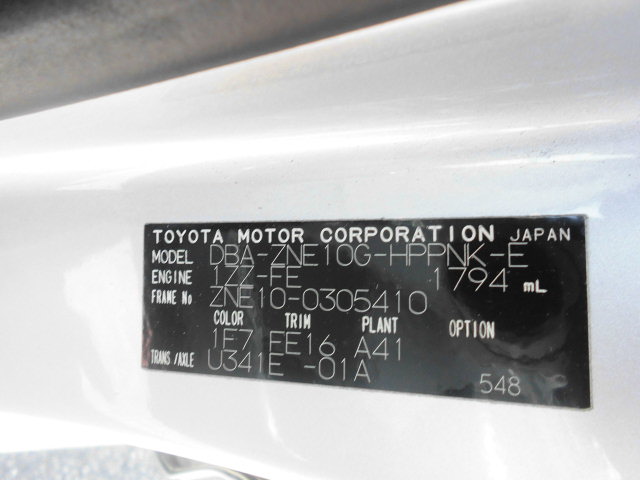 TOYOTA MOTOR CORPORATION JAPAN
MODEL DBA-ZNE10G-HPPNK-E
ENGINE 1ZZ-FE 1794 mL
FRAME No ZNE10-0305410
COLOR TRIM PLANT OPTION
1F7 FE16 A41
TRANS/AXLE U341E -01A
548